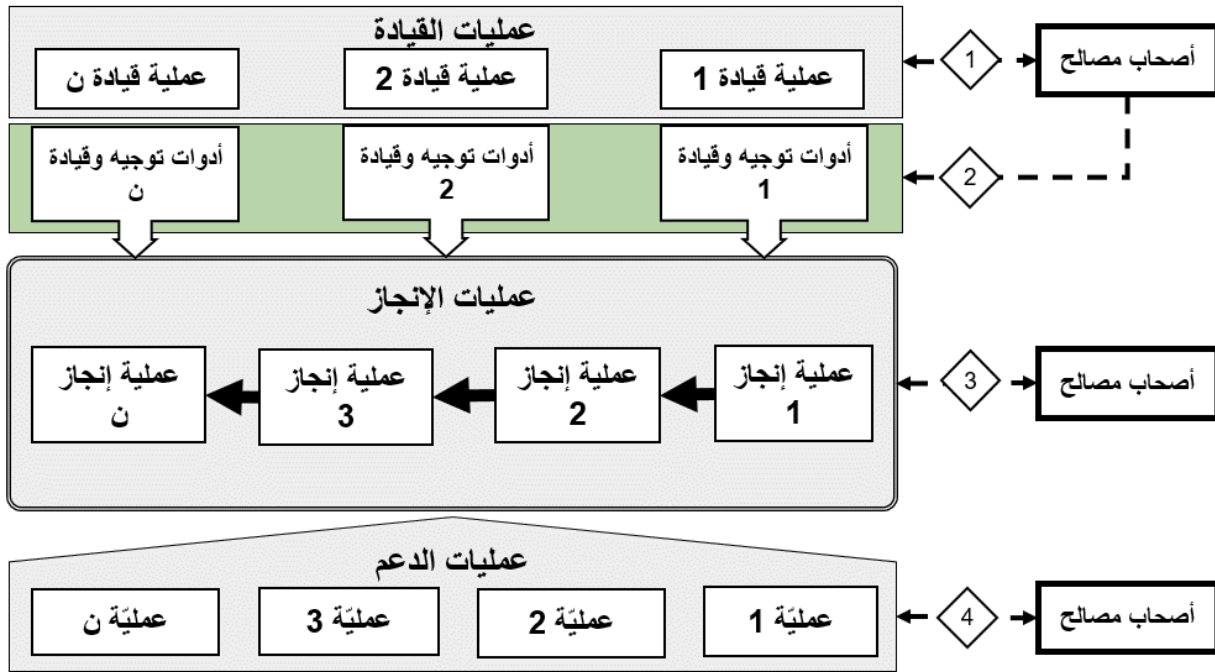 عمليات القيادة
عملية قيادة 1
عملية قيادة 2
عملية قيادة ن
1
أصحاب مصالح
أدوات توجيه وقيادة
1
أدوات توجيه وقيادة
2
أدوات توجيه وقيادة
ن
2
عمليات الإنجاز
عملية إنجاز
1
عملية إنجاز
2
عملية إنجاز
3
عملية إنجاز
ن
3
أصحاب مصالح
عمليات الدعم
عمليّة 1
عمليّة 2
عمليّة 3
عمليّة ن
4
أصحاب مصالح